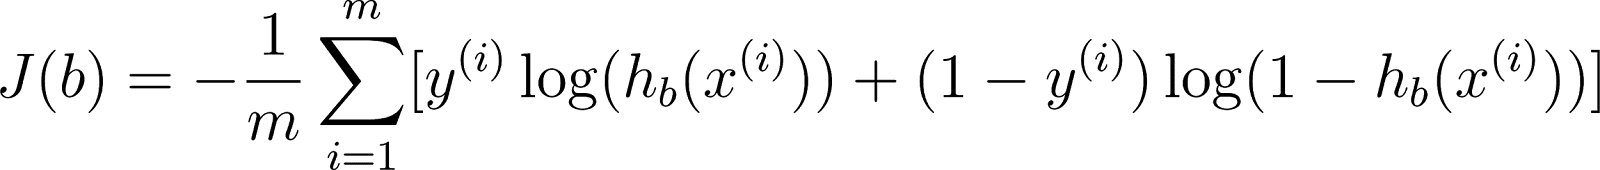 J(b) = -\frac{1}{m} \sum_{i=1}^{m} [y^{(i)} \log(h_b(x^{(i)})) + (1 - y^{(i)}) \log(1 - h_b(x^{(i)}))]